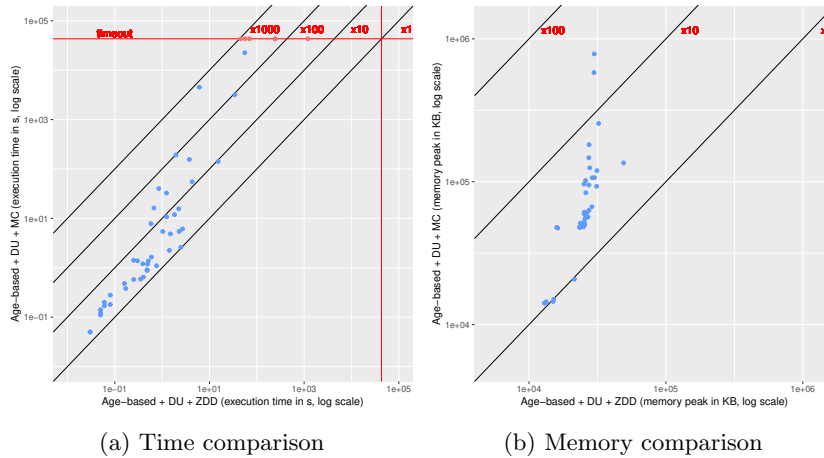 1e+05
timeout
x1000
x100
x10
x1
1e+03
1e+01
1e-01
Age-based + DU + MC (execution time in s, log scale)
1e-01
1e+01
1e+03
1e+05
Age-based + DU + ZDD (execution time in s, log scale)
(a) Time comparison
1e+06
x100
x10
x
1e+05
1e+04
Age-based + DU + MC (memory peak in KB, log scale)
1e+04
1e+05
1e+06
Age-based + DU + ZDD (memory peak in KB, log scale)
(b) Memory comparison